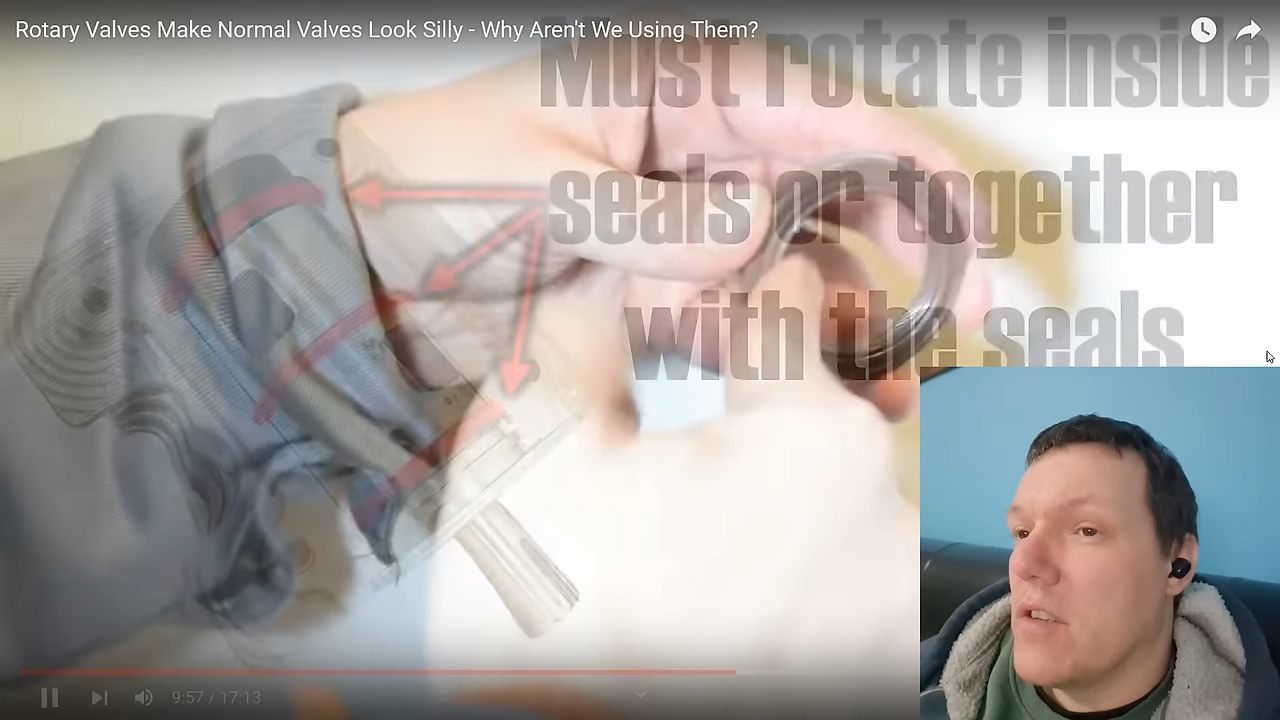 Rotary Valves Make Normal Valves Look Silly - Why Aren't We Using Them?
Must rotate inside
seals or together
with the seals
9:57 / 17:13